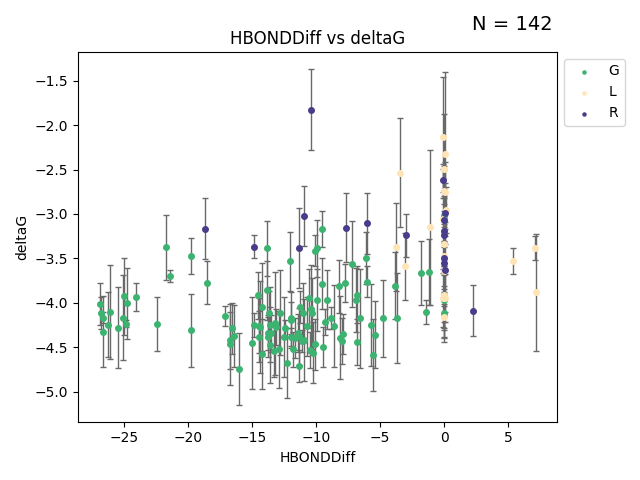 N = 142
HBONDDiff vs deltaG
G
L
R
−1.5
−2.0
−2.5
−3.0
−3.5
−4.0
−4.5
−5.0
deltaG
−25 −20 −15 −10 −5 0 5
HBONDDiff